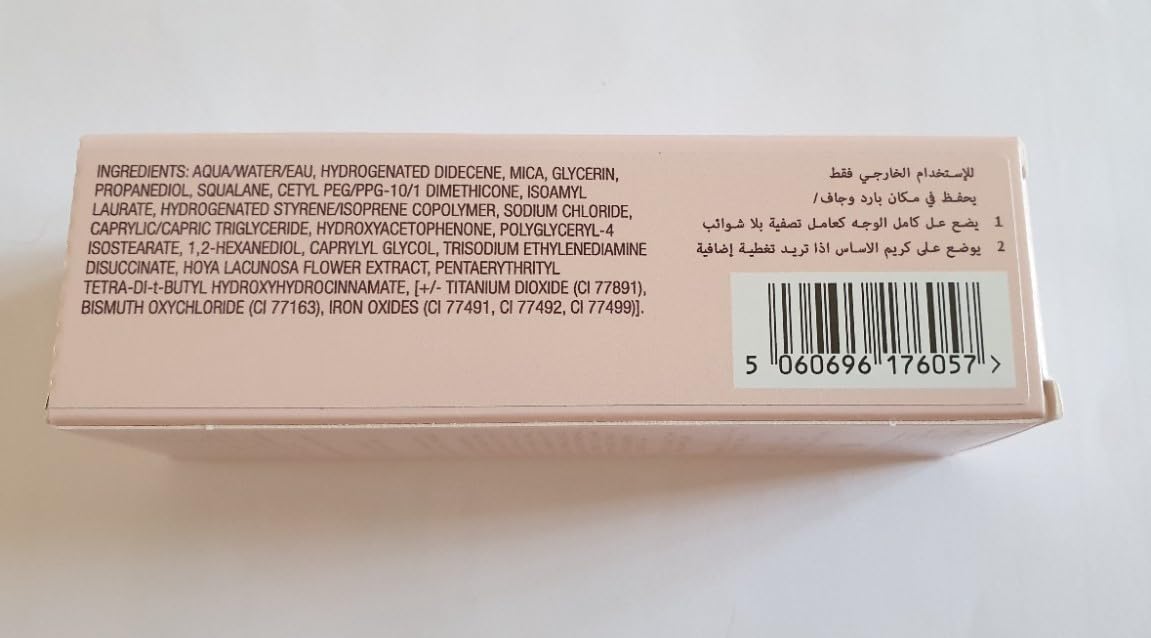 INGREDIENTS: AQUA/WATER/EAU, HYDROGENATED DIDECENE, MICA, GLYCERIN,
PROPANEDIOL, SQUALANE, CETYL PEG/PPG-10/1 DIMETHICONE, ISOAMYL
LAURATE, HYDROGENATED STYRENE/ISOPRENE COPOLYMER, SODIUM CHLORIDE,
CAPRYLIC/CAPRIC TRIGLYCERIDE, HYDROXYACETOPHENONE, POLYGLYCERYL-4
ISOSTEARATE, 1,2-HEXANEDIOL, CAPRYLYL GLYCOL, TRISODIUM ETHYLENEDIAMINE
DISUCCINATE, HOYA LACUNOSA FLOWER EXTRACT, PENTAERYTHRITYL
TETRA-DI-t-BUTYL HYDROXYHYDROCINNAMATE, [+/- TITANIUM DIOXIDE (CI 77891),
BISMUTH OXYCHLORIDE (CI 77163), IRON OXIDES (CI 77491, CI 77492, CI 77499)].
للإستخدام الخارجي فقط
يحفظ في مكان بارد وجاف/
1 يضع عل كامل الوجه كعامل تصفية بلا شوائب
2 يوضع على كريم الاساس اذا تريد تغطية إضافية
5 060696 176057 >